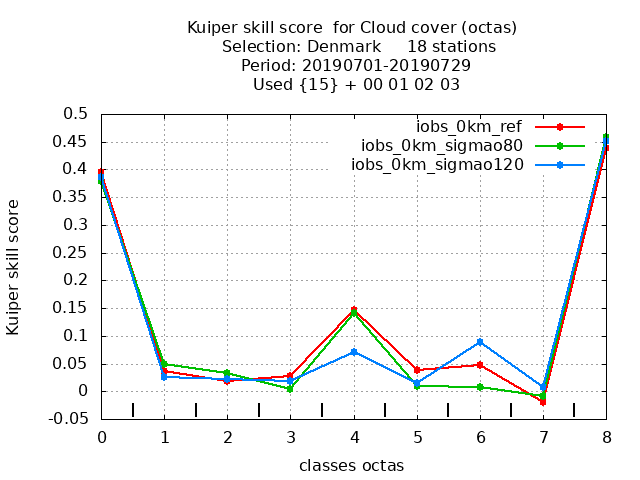 Kuiper skill score  for Cloud cover (octas)
Selection: Denmark     18 stations
Period: 20190701-20190729
Used {15} + 00 01 02 03
iobs_0km_ref
iobs_0km_sigmao80
iobs_0km_sigmao120
Kuiper skill score
0.5
0.45
0.4
0.35
0.3
0.25
0.2
0.15
0.1
0.05
0
-0.05
0 1 2 3 4 5 6 7 8
classes octas